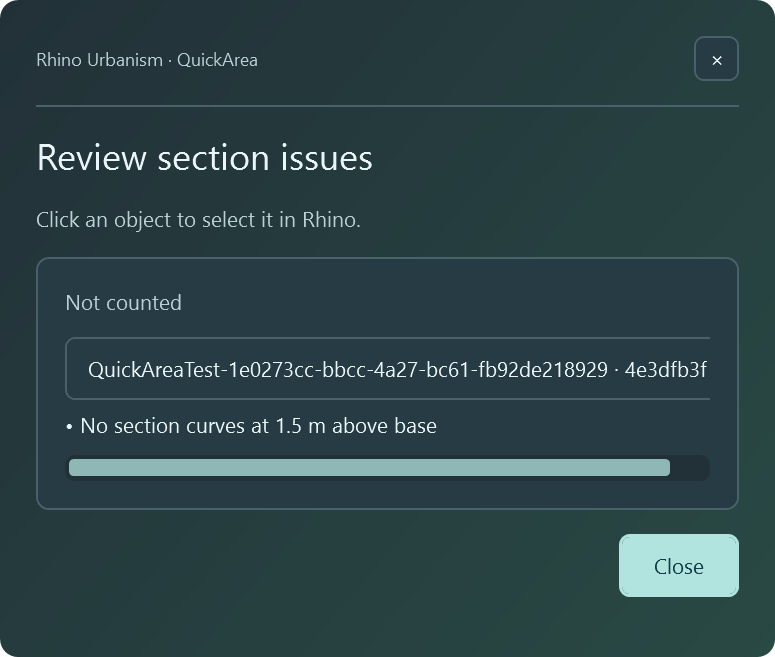 Rhino Urbanism · QuickArea
×
Review section issues
Click an object to select it in Rhino.
Not counted
QuickAreaTest-1e0273cc-bbcc-4a27-bc61-fb92de218929 · 4e3dfb3f
• No section curves at 1.5 m above base
Close